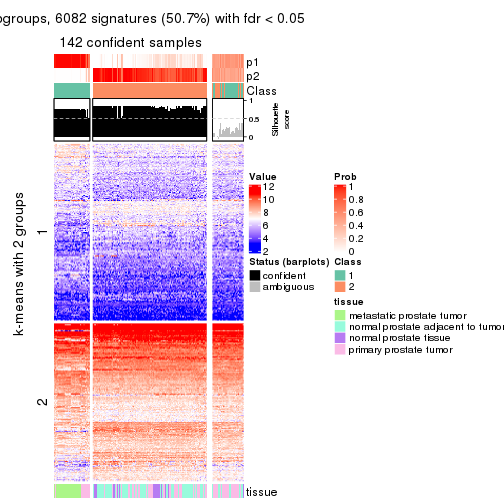 ogroups, 6082 signatures (50.7%) with fdr < 0.05
142 confident samples
p1
p2
Class
1
0.5
0
Silhouette
score
k-means with 2 groups
1
2
Value
12
10
8
6
4
2
Prob
1
0.8
0.6
0.4
0.2
0
Status (barplots)
confident
ambiguous
Class
1
2
tissue
metastatic prostate tumor
normal prostate adjacent to tumor
normal prostate tissue
primary prostate tumor
tissue